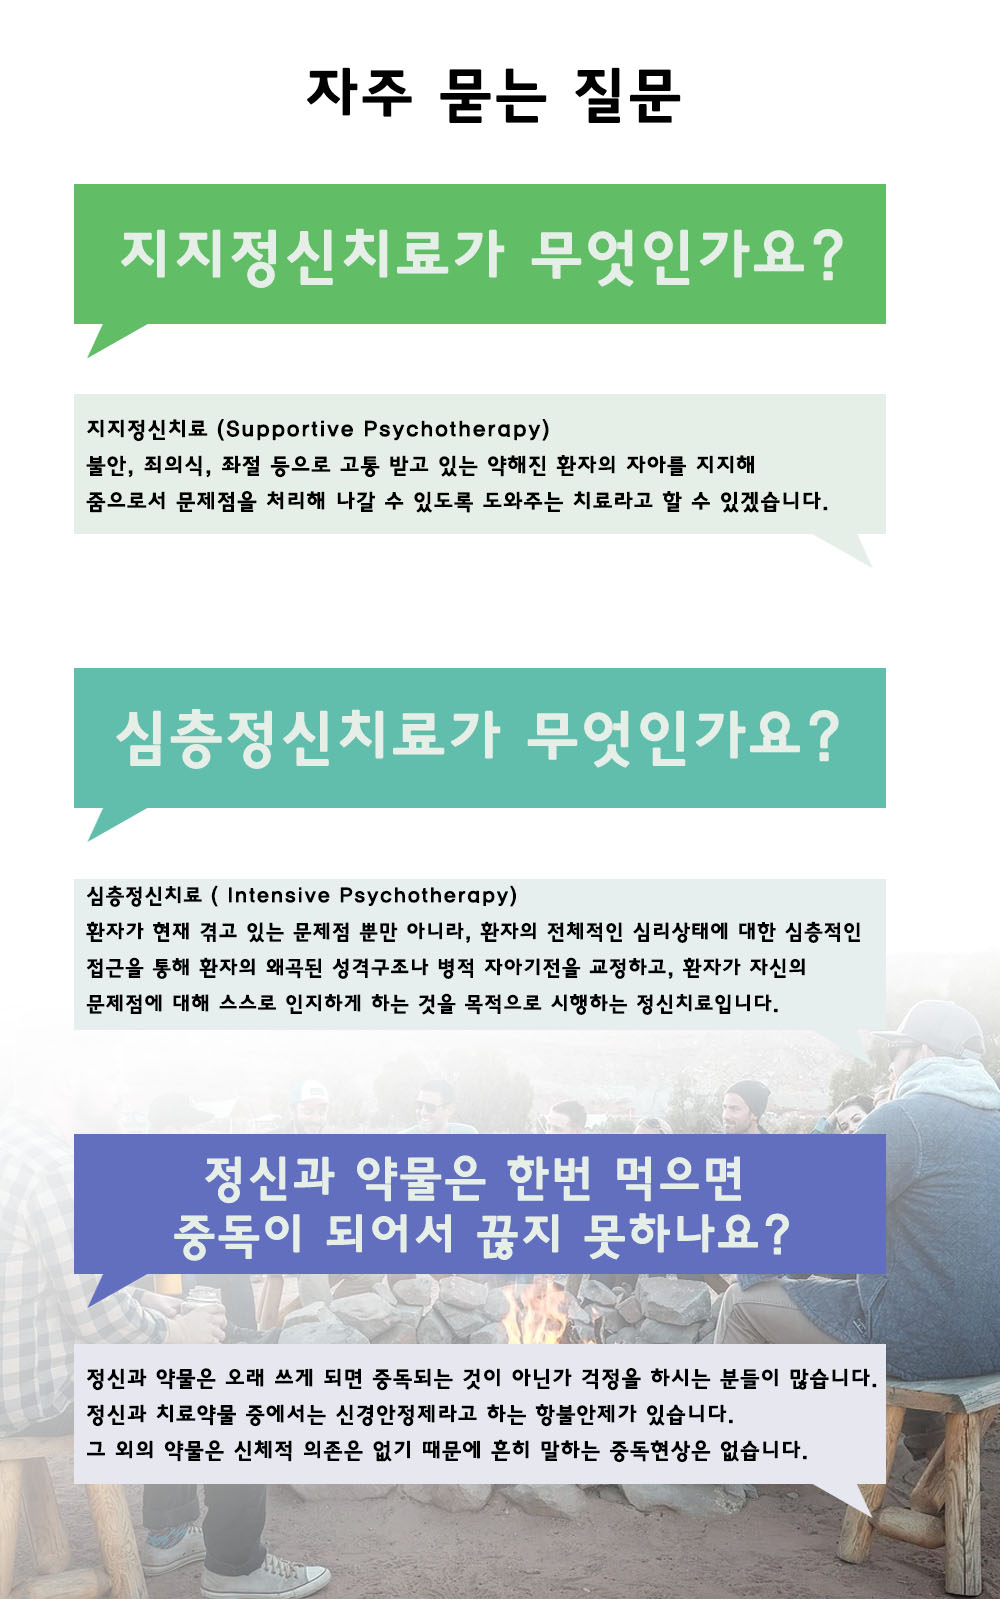 자주 묻는 질문
지지정신치료가 무엇인가요?
지지정신치료 (Supportive Psychotherapy)
불안, 죄의식, 좌절 등으로 고통 받고 있는 약해진 환자의 자아를 지지해
줌으로서 문제점을 처리해 나갈 수 있도록 도와주는 치료라고 할 수 있겠습니다.
심층정신치료가 무엇인가요?
심층정신치료 ( Intensive Psychotherapy)
환자가 현재 겪고 있는 문제점 뿐만 아니라, 환자의 전체적인 심리상태에 대한 심층적인
접근을 통해 환자의 왜곡된 성격구조나 병적 자아기전을 교정하고, 환자가 자신의
문제점에 대해 스스로 인지하게 하는 것을 목적으로 시행하는 정신치료입니다.
정신과 약물은 한번 먹으면
중독이 되어서 끊지 못하나요?
정신과 약물은 오래 쓰게 되면 중독되는 것이 아닌가 걱정을 하시는 분들이 많습니다.
정신과 치료약물 중에서는 신경안정제라고 하는 항불안제가 있습니다.
그 외의 약물은 신체적 의존은 없기 때문에 흔히 말하는 중독현상은 없습니다.